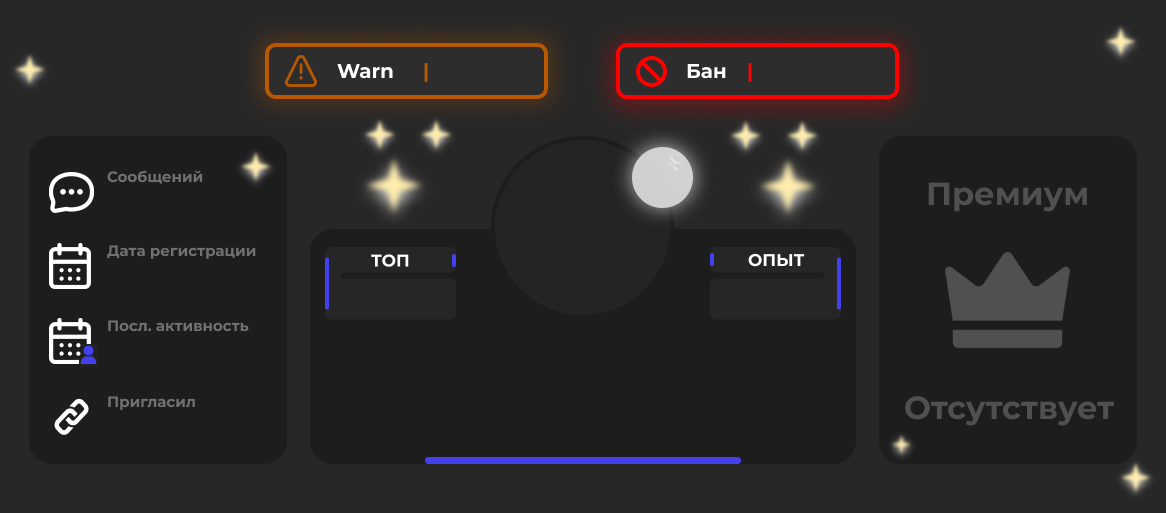 Warn |
Бан |
Сообщений
Дата регистрации
Посл. активность
Пригласил
ТОП
ОПЫТ
Премиум
Отсутствует